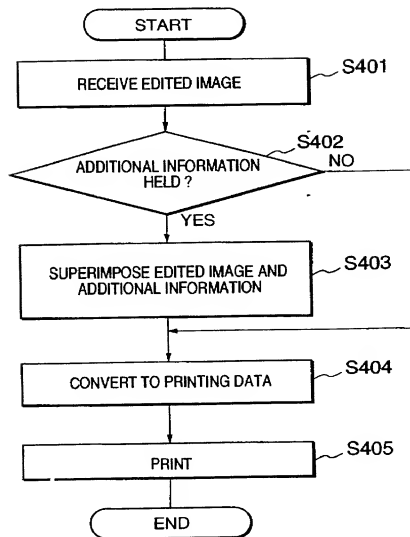 START
RECEIVE EDITED IMAGE
S401
S402
ADDITIONAL INFORMATION
HELD ?
NO
YES
SUPERIMPOSE EDITED IMAGE AND
ADDITIONAL INFORMATION
S403
CONVERT TO PRINTING DATA
S404
PRINT
S405
END